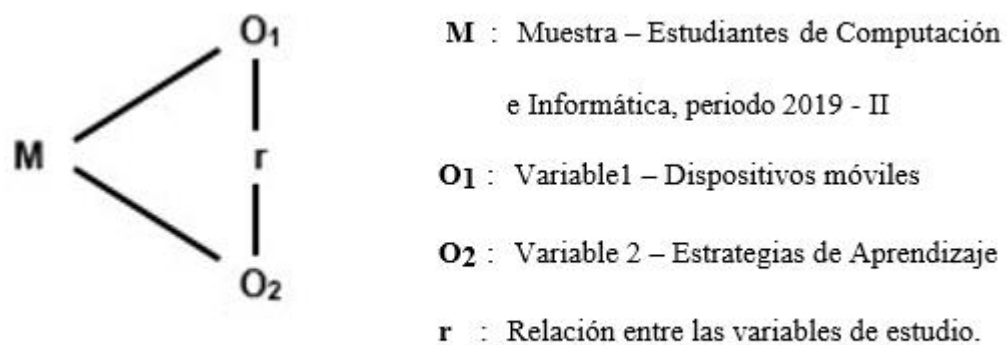 O₁
M
r
O₂
M : Muestra – Estudiantes de Computación
e Informática, periodo 2019 - II
O1 : Variable1 – Dispositivos móviles
O2 : Variable 2 – Estrategias de Aprendizaje
r : Relación entre las variables de estudio.